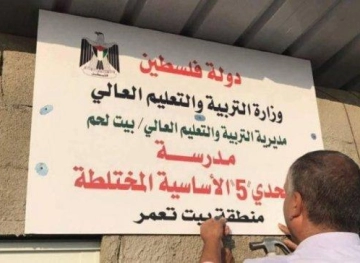 دولة فلسطين
وزارة التربية والتعليم العالي
مديرية التربية والتعليم العالي/ بيت لحم
مدرسة
تحدي "5" الأساسية المختلطة
منطقة بيت تعمر